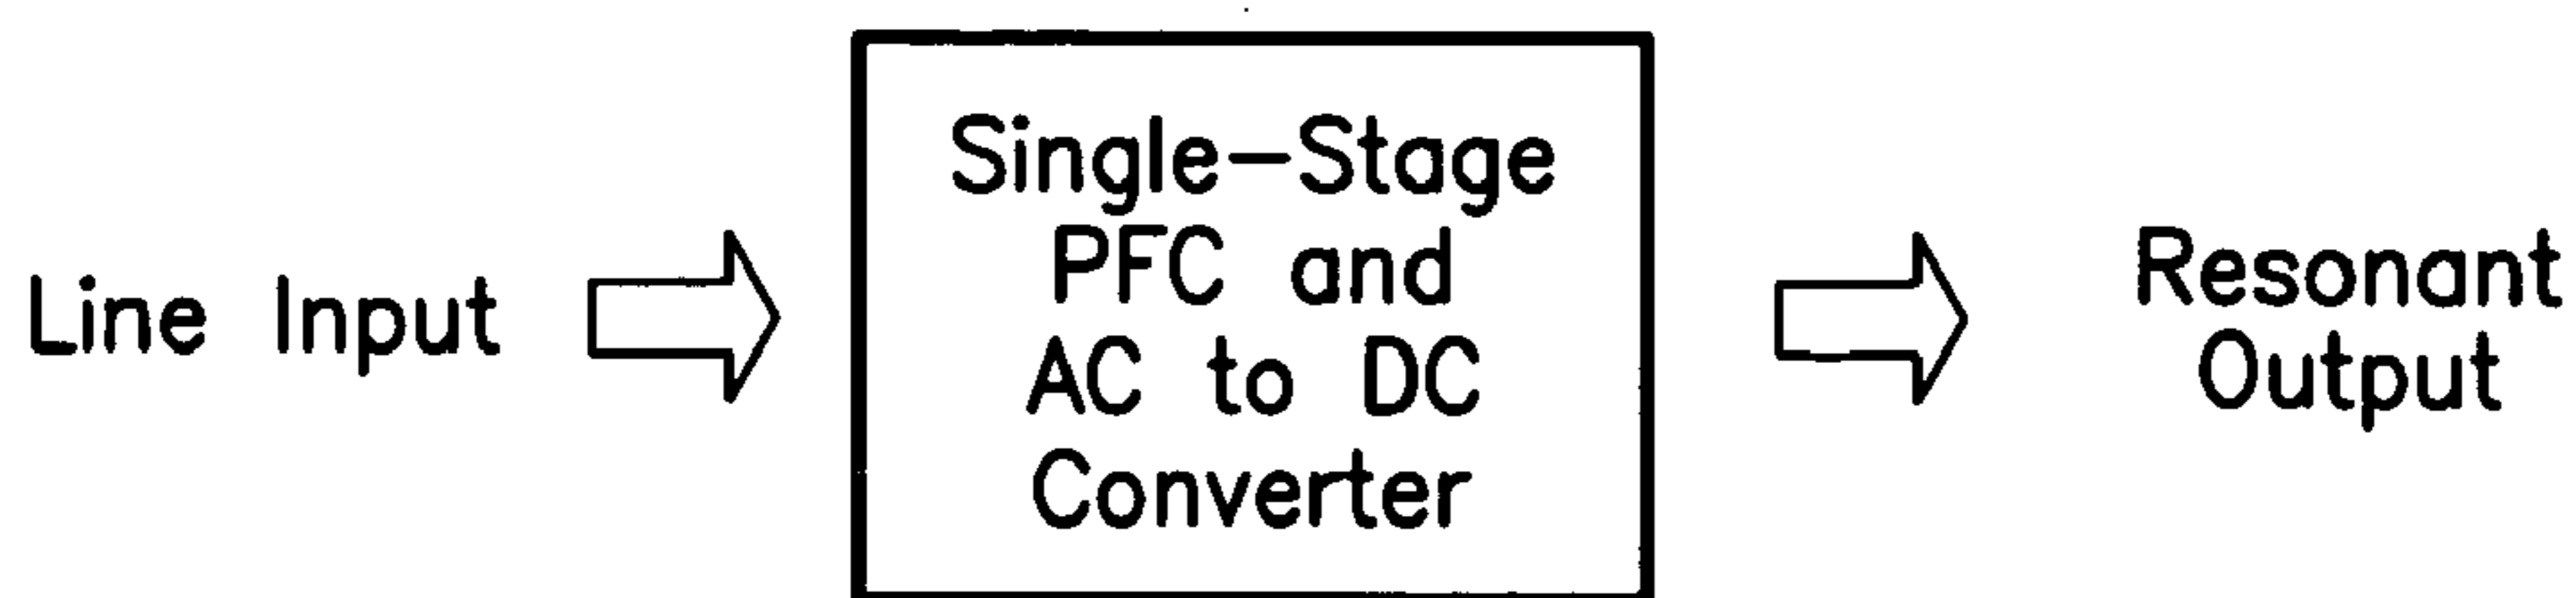 Line Input
Single-Stage
PFC and
AC to DC
Converter
Resonant
Output